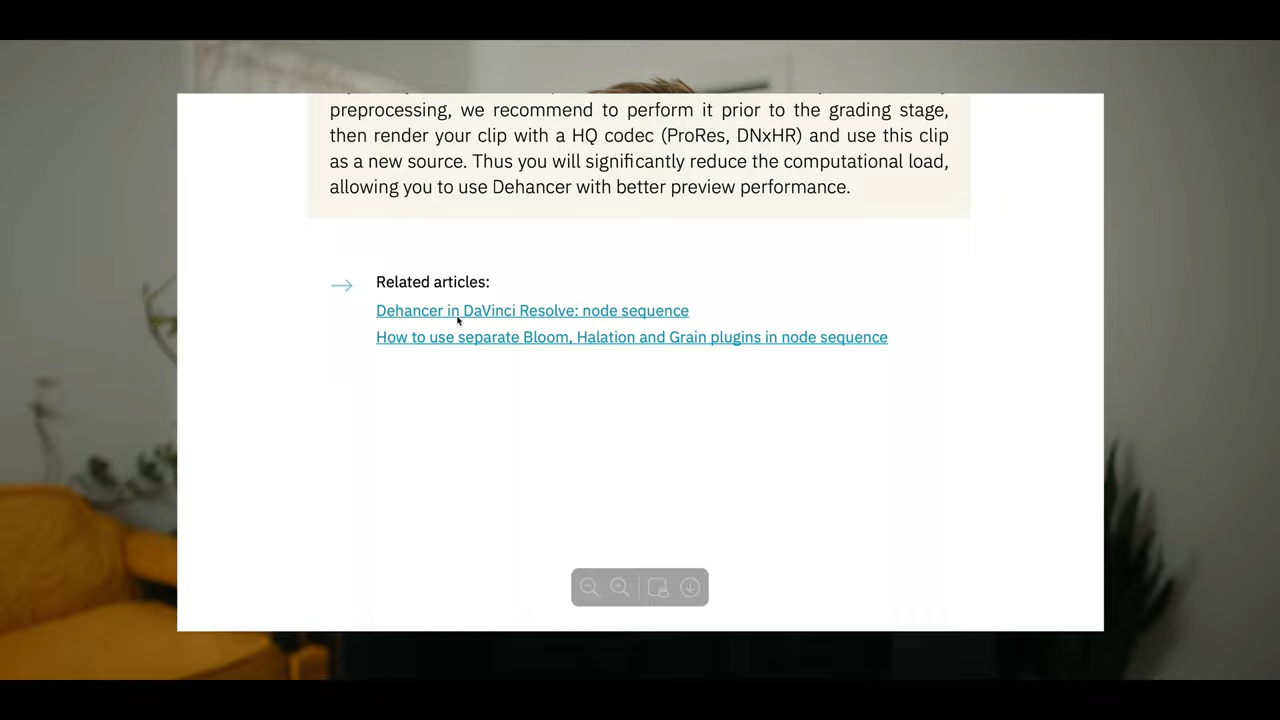 preprocessing, we recommend to perform it prior to the grading stage,
then render your clip with a HQ codec (ProRes, DNxHR) and use this clip
as a new source. Thus you will significantly reduce the computational load,
allowing you to use Dehancer with better preview performance.
Related articles:
Dehancer in DaVinci Resolve: node sequence
How to use separate Bloom, Halation and Grain plugins in node sequence